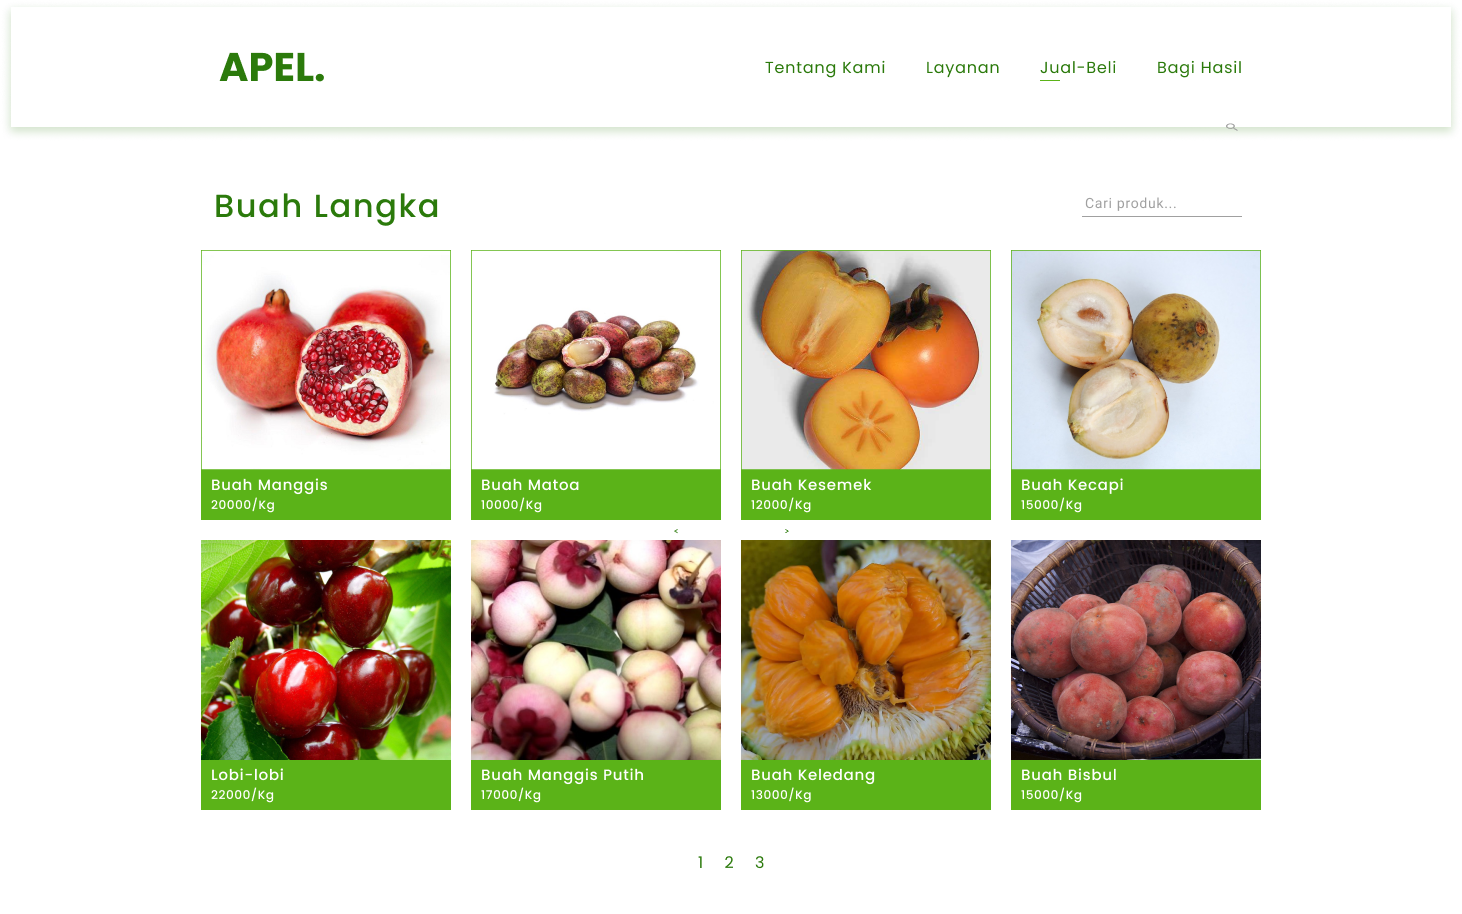 APEL.
Tentang Kami
Layanan
Jual-Beli
Bagi Hasil
Buah Langka
Cari produk...
Buah Manggis
20000/Kg
Buah Matoa
10000/Kg
Buah Kesemek
12000/Kg
Buah Kecapi
15000/Kg
< >
Lobi-lobi
22000/Kg
Buah Manggis Putih
17000/Kg
Buah Keledang
13000/Kg
Buah Bisbul
15000/Kg
1 2 3